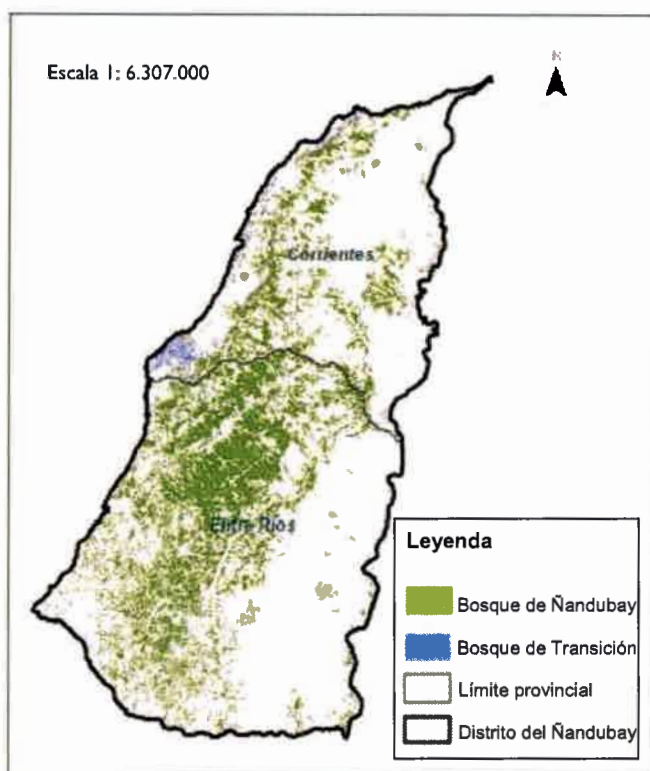 Escala 1: 6.307.000
N
Corrientes
Entre Ríos
Leyenda
Bosque de Ñandubay
Bosque de Transición
Límite provincial
Distrito del Ñandubay